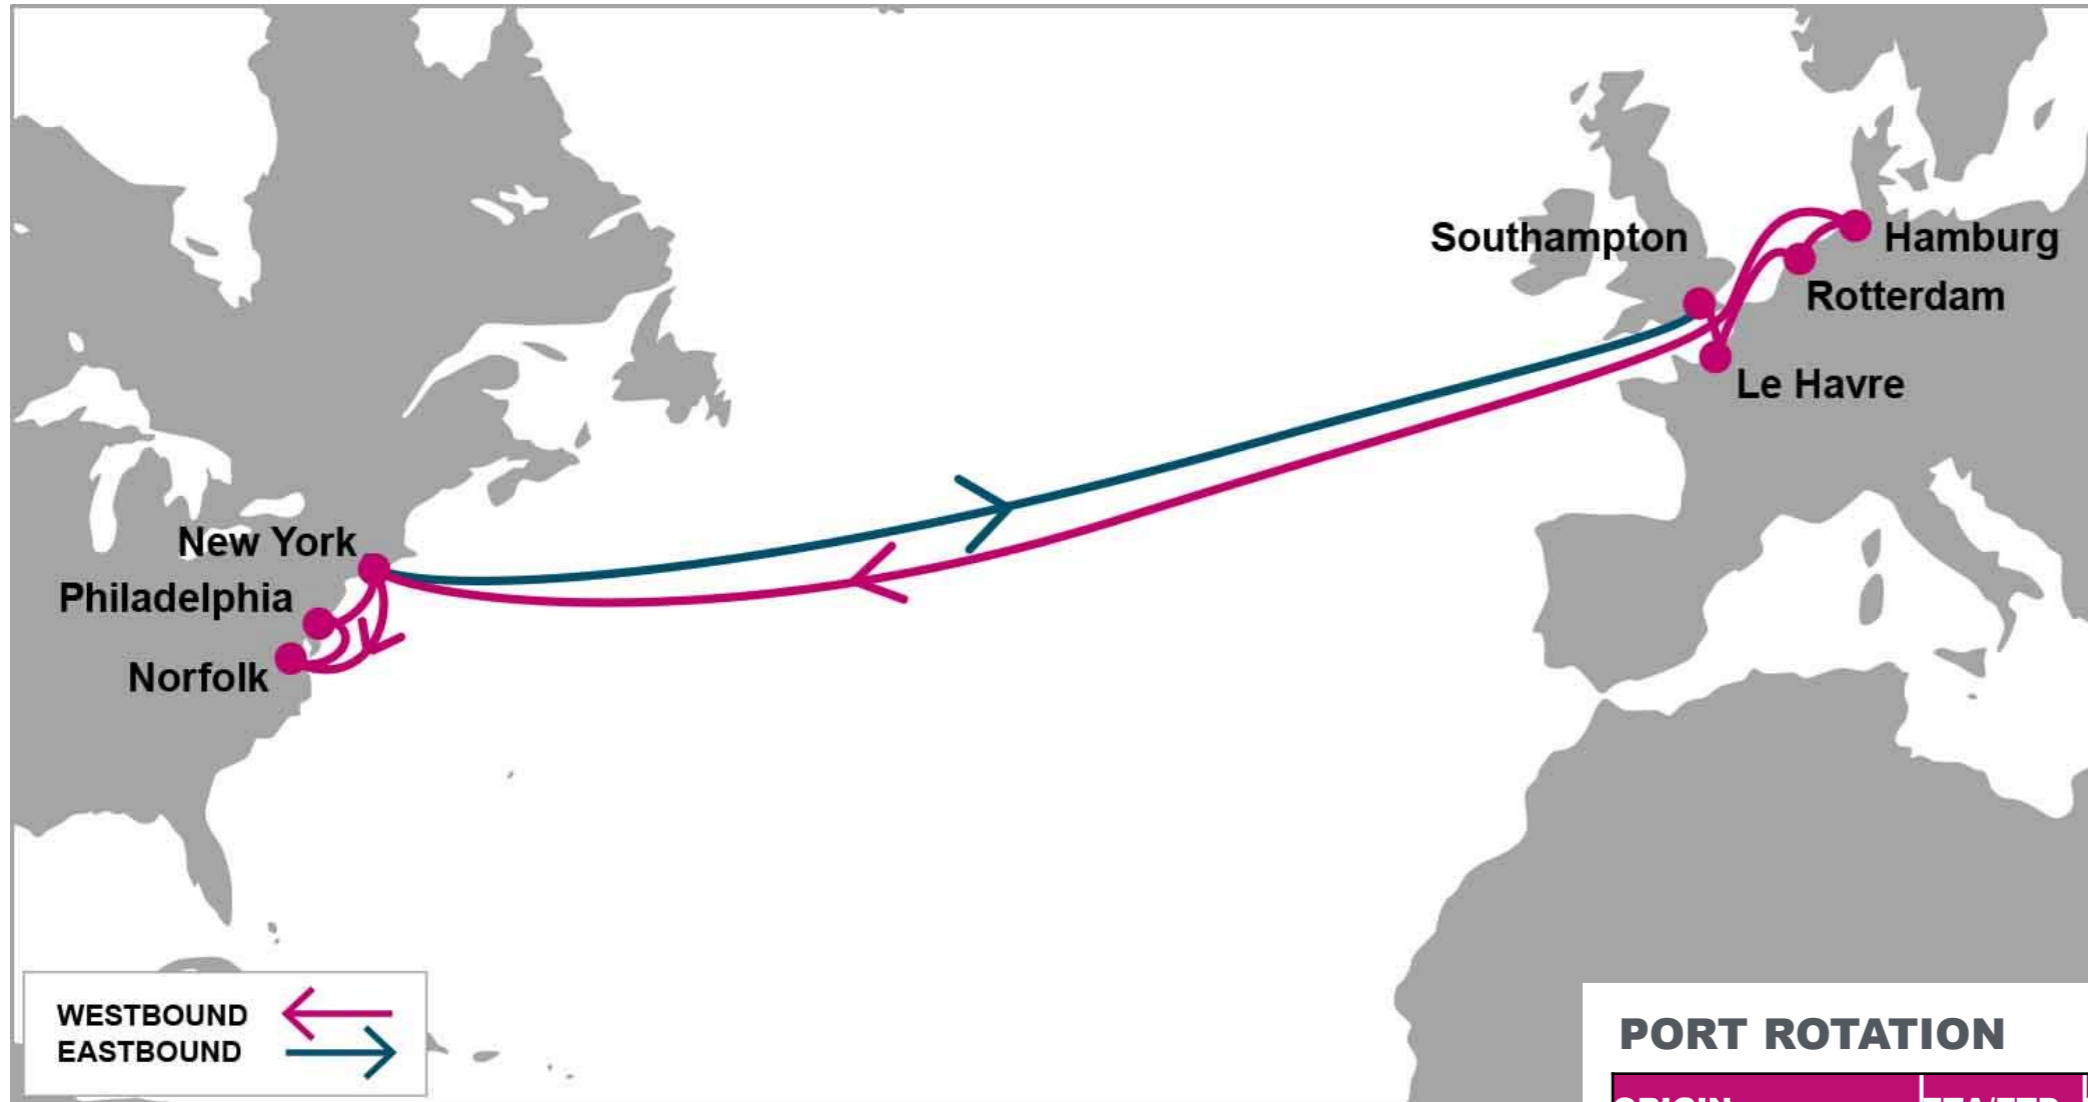 Southampton
Hamburg
Rotterdam
Le Havre
New York
Philadelphia
Norfolk
WESTBOUND
EASTBOUND
PORT ROTATION